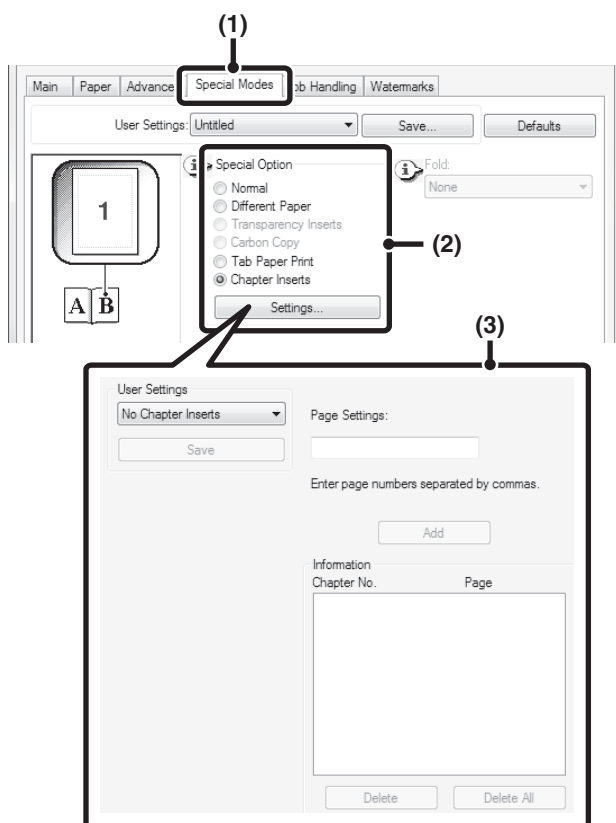 (1)
Main Paper Advance Special Modes ob Handling Watermarks
User Settings: Untitled Save... Defaults
Special Option
Fold:
None
Normal
Different Paper
Transparency Inserts
Carbon Copy
Tab Paper Print
Chapter Inserts
Settings...
1
A B
(2)
(3)
User Settings
No Chapter Inserts
Save
Page Settings:
Enter page numbers separated by commas.
Add
Information
Chapter No. Page
Delete Delete All